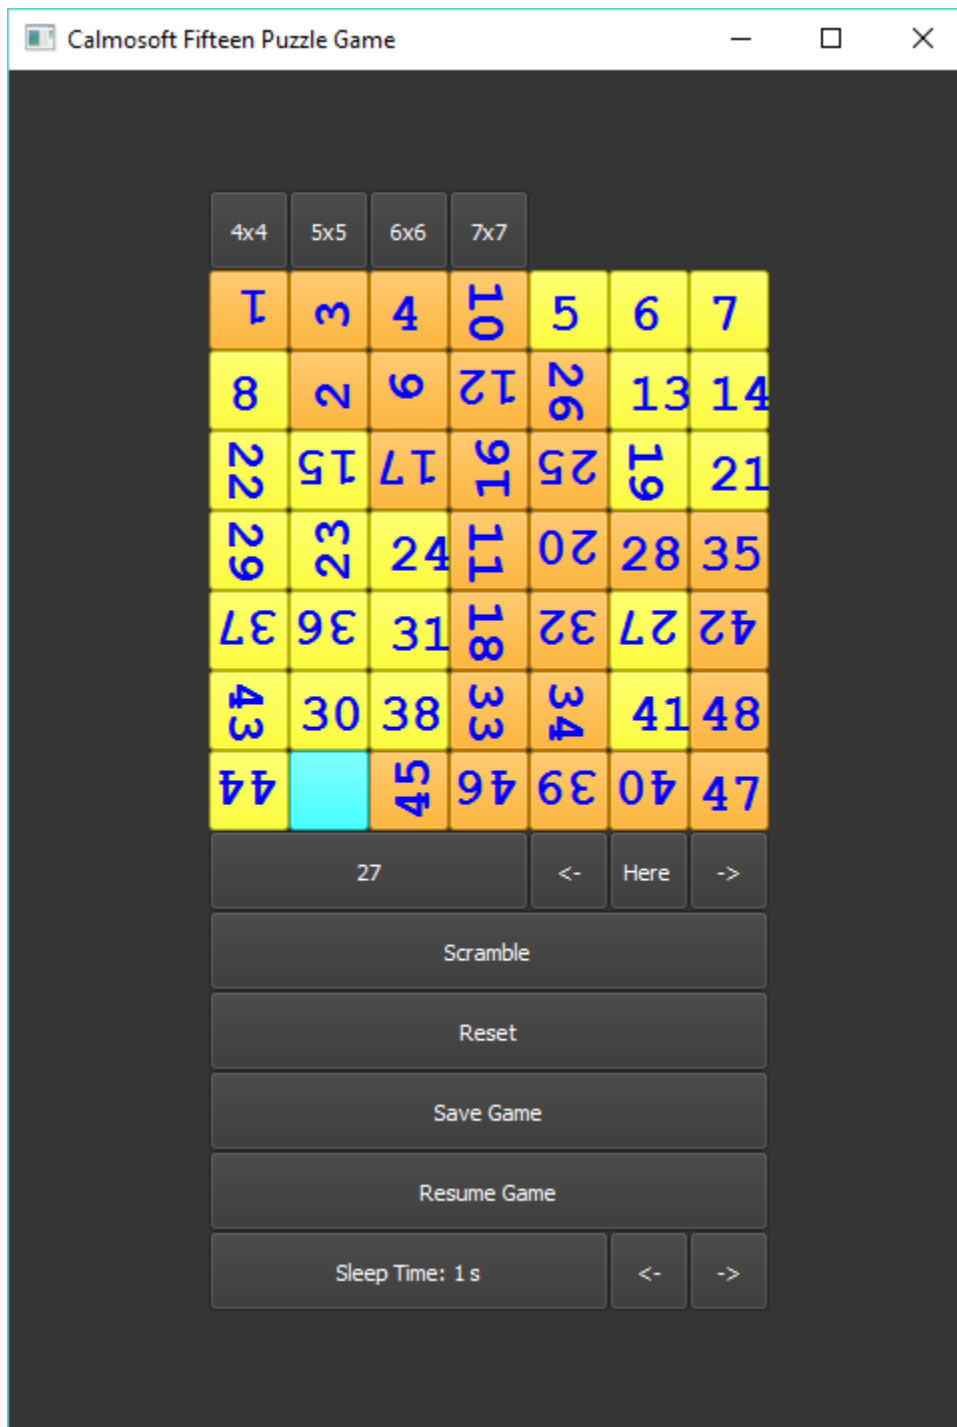 Calmosoft Fifteen Puzzle Game
4x4 5x5 6x6 7x7
1 3 4 10 5 6 7
8 2 9 12 26 13 14
22 15 17 16 25 19 21
29 23 24 11 20 28 35
37 36 31 18 32 27 42
43 30 38 33 34 41 48
44 45 46 39 40 47
27 <- Here ->
Scramble
Reset
Save Game
Resume Game
Sleep Time: 1 s <- ->